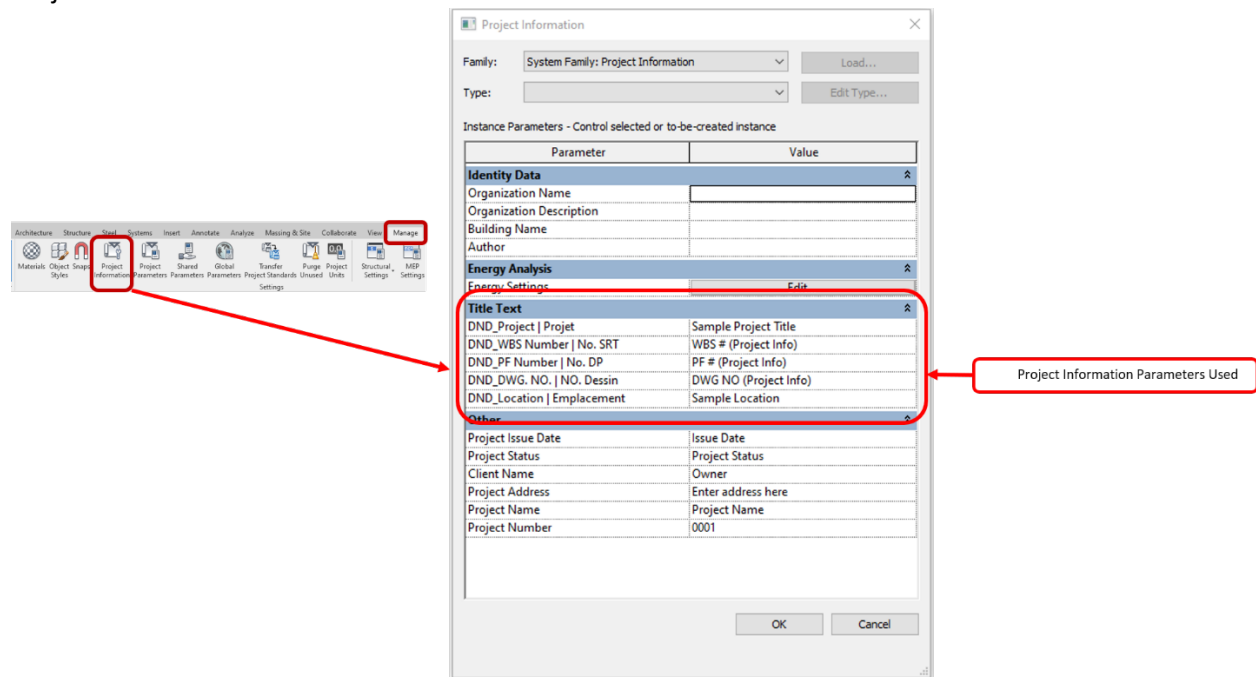 Project Information
Family: System Family: Project Information Load...
Type: Edit Type...
Instance Parameters - Control selected or to-be-created instance
Parameter Value
Identity Data
Organization Name
Organization Description
Building Name
Author
Energy Analysis
Energy Settings Edit...
Title Text
DND_Project | Projet Sample Project Title
DND_WBS Number | No. SRT WBS # (Project Info)
DND_PF Number | No. DP PF # (Project Info)
DND_DWG. NO. | NO. Dessin DWG NO (Project Info)
DND_Location | Emplacement Sample Location
Other
Project Issue Date Issue Date
Project Status Project Status
Client Name Owner
Project Address Enter address here
Project Name Project Name
Project Number 0001
OK Cancel
Architecture Structure Steel Systems Insert Annotate Analyze Massing & Site Collaborate View Manage
Materials Object Snaps Project Project Shared Global Transfer Purge Project Structural MEP
Styles Information Parameters Parameters Parameters Project Standards Unused Units Settings Settings
Settings
Project Information Parameters Used